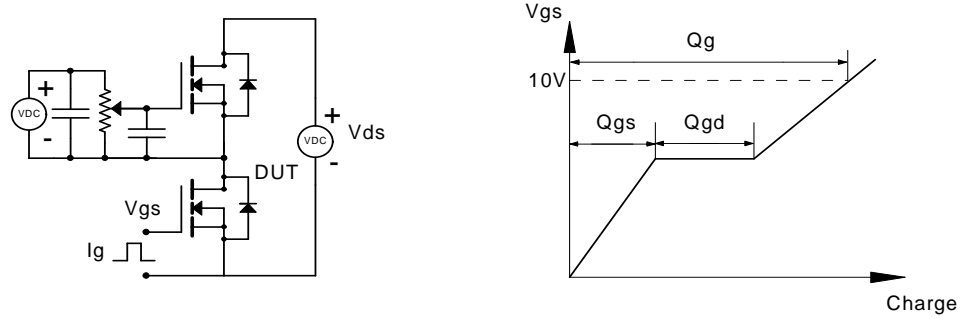 +
VDC
-
+
VDC
-
Vds
DUT
Vgs
Ig
Vgs
Qg
10V
Qgs
Qgd
Charge